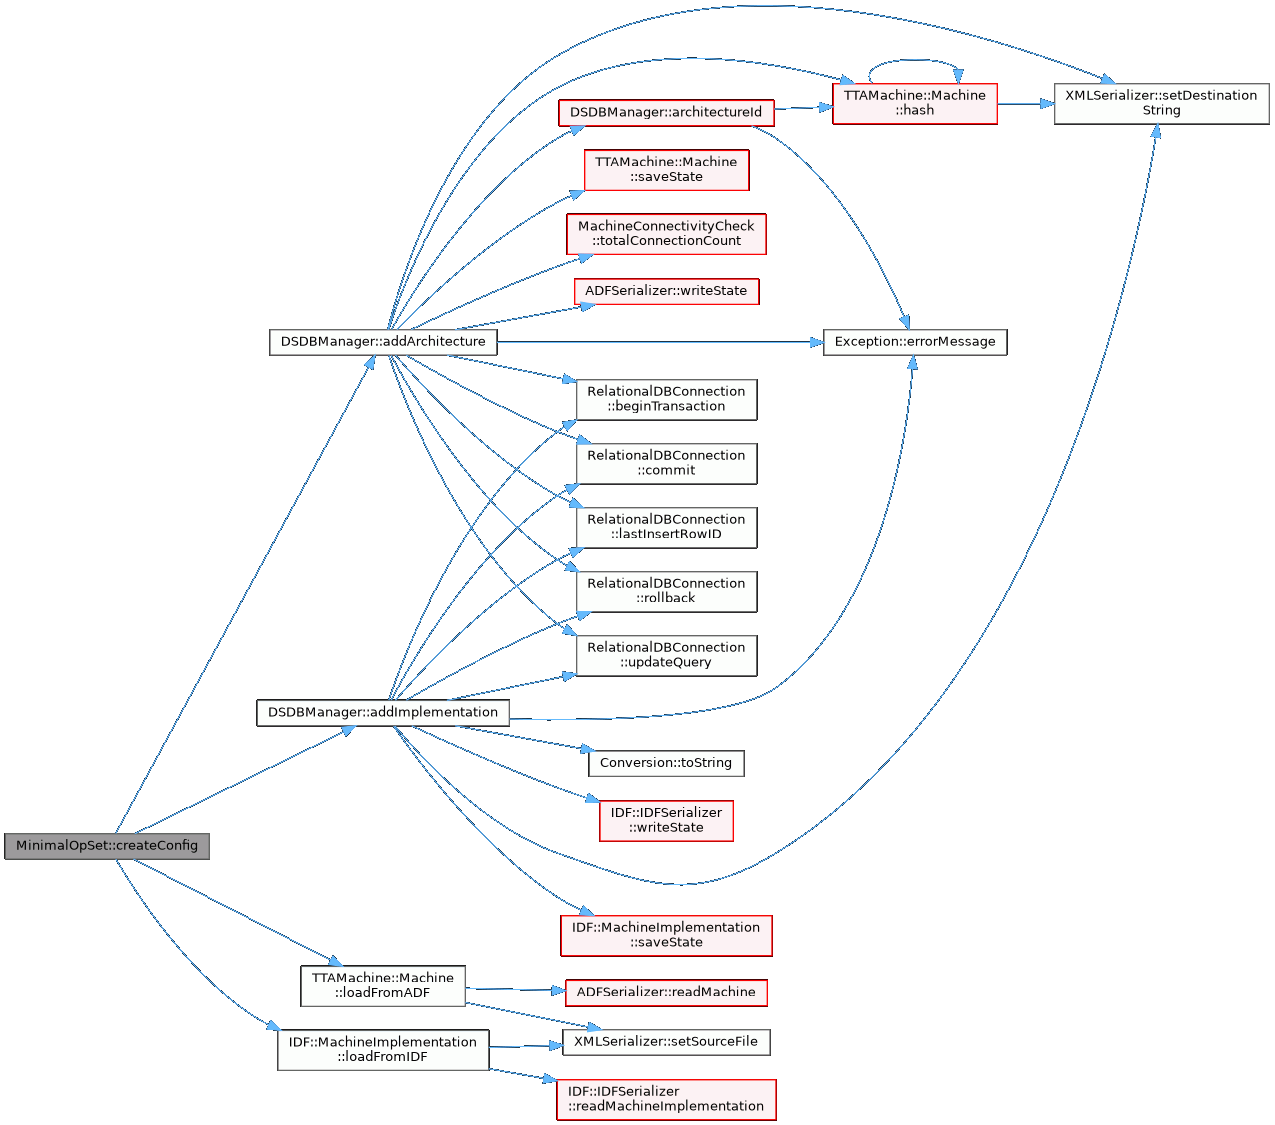 TTAMachine::Machine
::hash
XMLSerializer::setDestination
String
DSDBManager::architectureId
TTAMachine::Machine
::saveState
MachineConnectivityCheck
::totalConnectionCount
ADFSerializer::writeState
DSDBManager::addArchitecture
Exception::errorMessage
RelationalDBConnection
::beginTransaction
RelationalDBConnection
::commit
RelationalDBConnection
::lastInsertRowID
RelationalDBConnection
::rollback
RelationalDBConnection
::updateQuery
DSDBManager::addImplementation
Conversion::toString
IDF::IDFSerializer
::writeState
MinimalOpSet::createConfig
IDF::MachineImplementation
::saveState
TTAMachine::Machine
::loadFromADF
ADFSerializer::readMachine
IDF::MachineImplementation
::loadFromIDF
XMLSerializer::setSourceFile
IDF::IDFSerializer
::readMachineImplementation